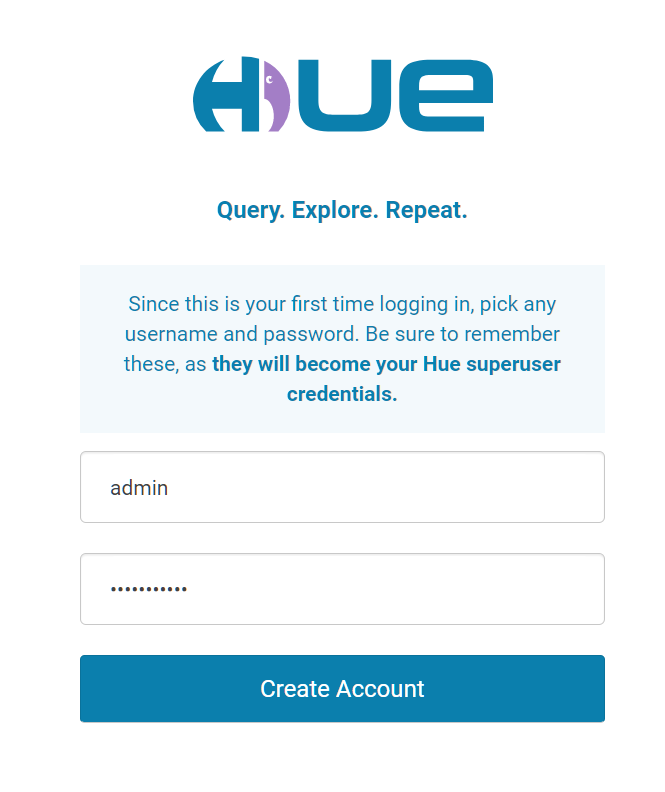 HUE
Query. Explore. Repeat.
Since this is your first time logging in, pick any
username and password. Be sure to remember
these, as they will become your Hue superuser
credentials.
admin
•••••••••••
Create Account